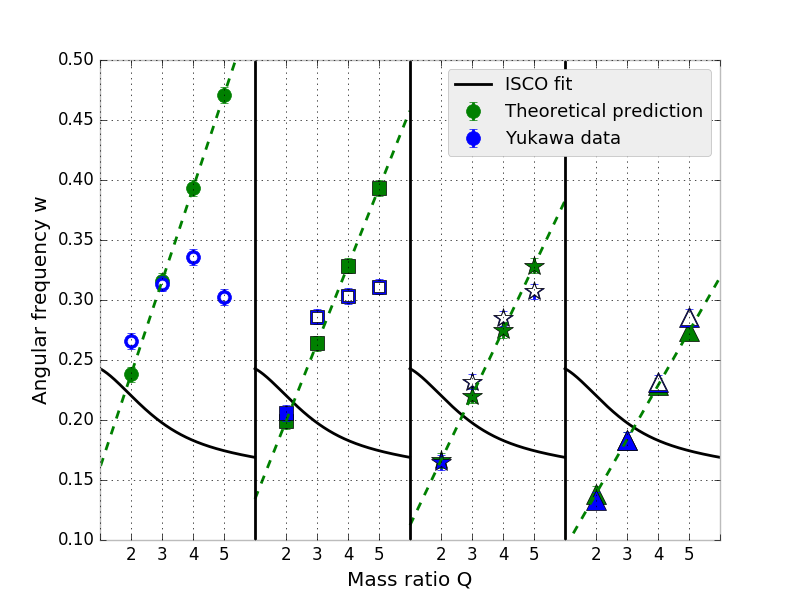 0.50
0.45
0.40
0.35
0.30
0.25
0.20
0.15
0.10
Angular frequency w
ISCO fit
Theoretical prediction
Yukawa data
2 3 4 5 2 3 4 5 2 3 4 5 2 3 4 5
Mass ratio Q